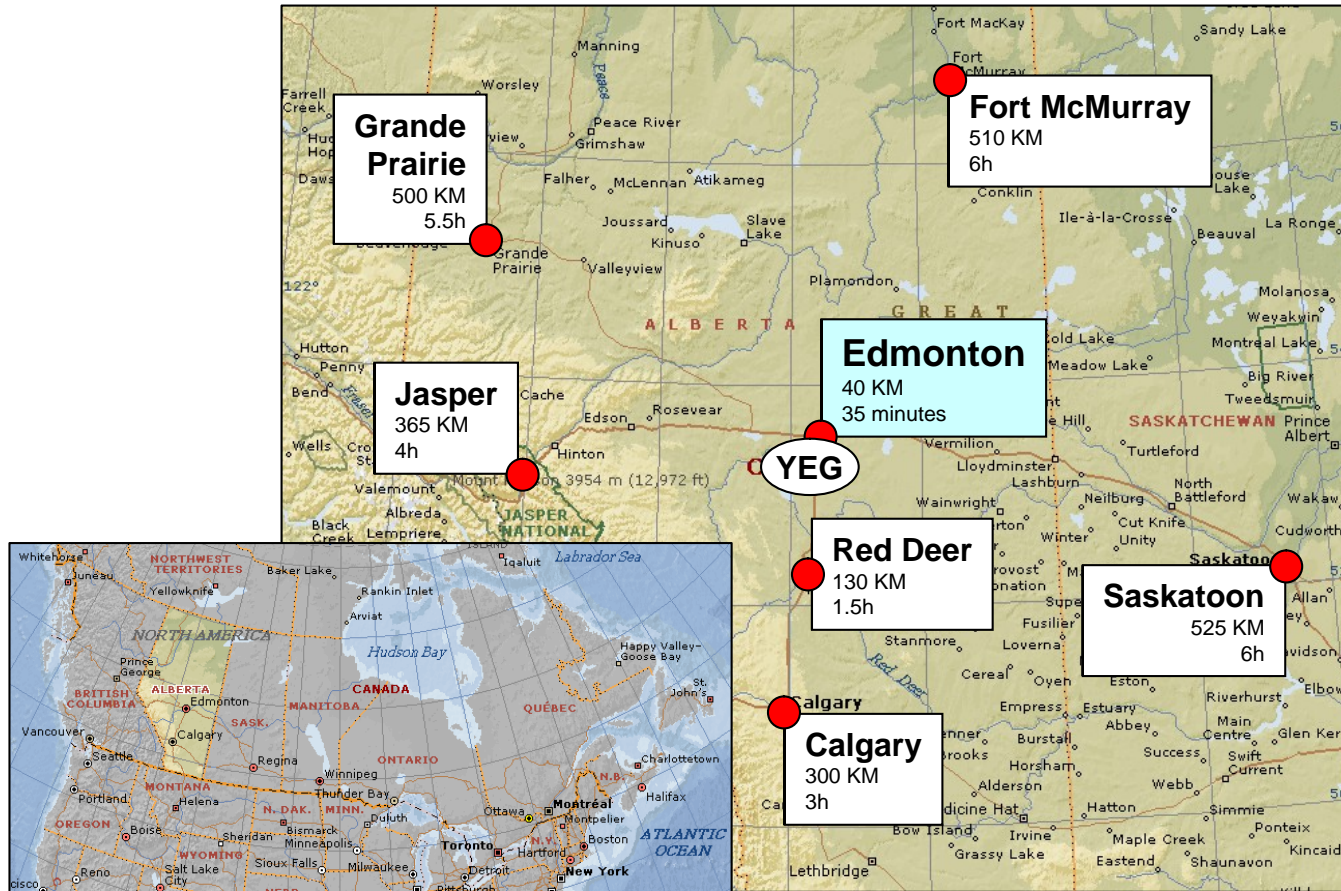 Fort MacKay
Sandy Lake
Manning
Fort
McMurray
Peace
Worsley
Farrell
Creek
Grande
Prairie
500 KM
5.5h
Fort McMurray
510 KM
6h
Peace River
Grimshaw
Falher
McLennan
Atikameg
Conklin
Lake
Joussard
Slave
Lake
Kinuso
Ile-à-la-Crosse
La Ronge
Beauval
Grande
Prairie
Valleyview
122°
Plamondon
Molanosa
Weyakwin
ALBERTA
GREAT
Montreal Lake
Hutton
Penny
Bend
Fraser
Edmonton
40 KM
35 minutes
Cold Lake
Meadow Lake
Big River
Tweedsmuir
Jasper
365 KM
4h
Cache
Edson
Rosevear
SASKATCHEWAN
Prince
Albert
Wells
Hinton
YEG
Vermilion
Turtleford
Lloydminster
Lashburn
Mount
3954 m (12,972 ft)
Valemount
Albreda
Lempriere
Black
Creek
JASPER
NATIONAL
Wainwright
Neilburg
North
Battleford
Cut Knife
Winter
Unity
Cudworth
Red Deer
130 KM
1.5h
Saskatoon
525 KM
6h
Allan
Stanmore
Fusilier
Loverna
Red Deer
Cereal
Oyen
Eston
Riverhurst
Calgary
Empress
Estuary
Abbey
Main
Centre
Calgary
300 KM
3h
Brooks
Burstall
Success
Swift
Current
Horsham
Alderson
Webb
Hatton
Simmie
Bow Island
Irvine
Maple Creek
Ponteix
Grassy Lake
Eastend
Shaunavon
Kincaid
Lethbridge
Whitehorse
Juneau
NORTHWEST
TERRITORIES
Yellowknife
Baker Lake
Iqaluit
Labrador Sea
Rankin Inlet
Arviat
NORTH AMERICA
Hudson Bay
Happy Valley-
Goose Bay
Prince
George
BRITISH
COLUMBIA
ALBERTA
Edmonton
CANADA
St.
John's
SASK.
MANITOBA
QUÉBEC
Vancouver
Calgary
Seattle
Regina
Winnipeg
ONTARIO
Charlottetown
MONTANA
Thunder Bay
N.B.
Halifax
Portland
Helena
N. DAK.
MINN.
Duluth
Ottawa
Montréal
Montpelier
OREGON
Boise
Sheridan
Bismarck
Minneapolis
Toronto
N.Y.
Boston
Hartford
ATLANTIC
OCEAN
WYOMING
Sioux Falls
Milwaukee
Detroit
New York
Reno
Salt Lake
City